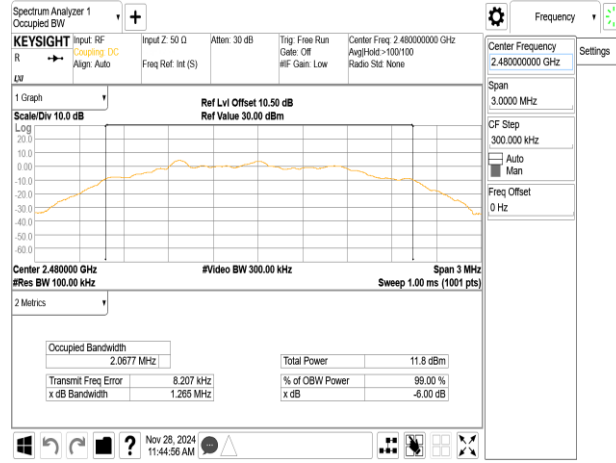 Spectrum Analyzer 1
Occupied BW
Frequency
KEYSIGHT
Input: RF
Coupling: DC
Align: Auto
Input Z: 50 Ω
Freq Ref: Int (S)
Atten: 30 dB
Trig: Free Run
Gate: Off
#IF Gain: Low
Center Freq: 2.480000000 GHz
Avg|Hold:>100/100
Radio Std: None
R
LXI
Center Frequency
2.480000000 GHz
Settings
Span
3.0000 MHz
CF Step
300.000 kHz
Auto
Man
Freq Offset
0 Hz
1 Graph
Scale/Div 10.0 dB
Ref Lvl Offset 10.50 dB
Ref Value 30.00 dBm
Log
20.0
10.0
0.00
-10.0
-20.0
-30.0
-40.0
-50.0
-60.0
Center 2.480000 GHz
#Video BW 300.00 kHz
Span 3 MHz
#Res BW 100.00 kHz
Sweep 1.00 ms (1001 pts)
2 Metrics
Occupied Bandwidth
2.0677 MHz
Total Power 11.8 dBm
Transmit Freq Error 8.207 kHz
% of OBW Power 99.00 %
x dB Bandwidth 1.265 MHz
x dB -6.00 dB
?
Nov 28, 2024
11:44:56 AM